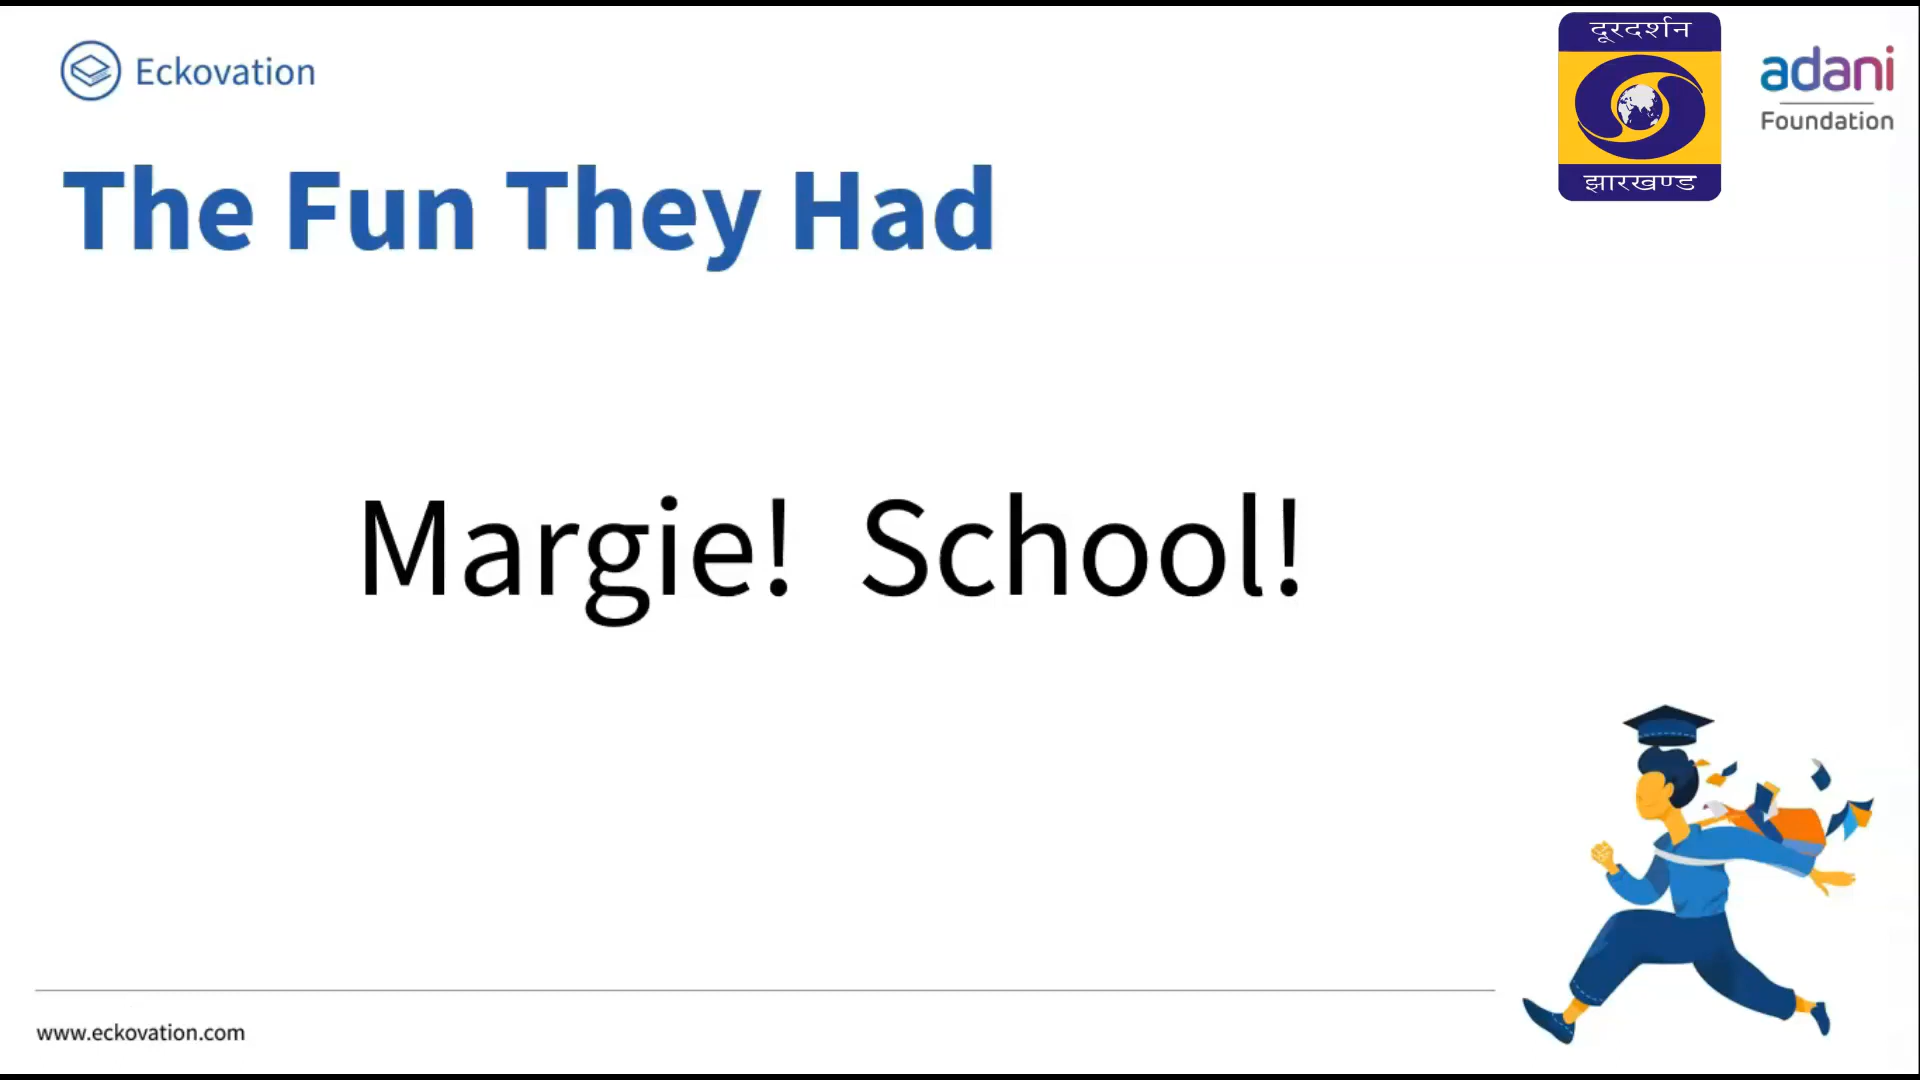 Eckovation
दूरदर्शन
झारखण्ड
adani
Foundation
The Fun They Had
Margie! School!
www.eckovation.com